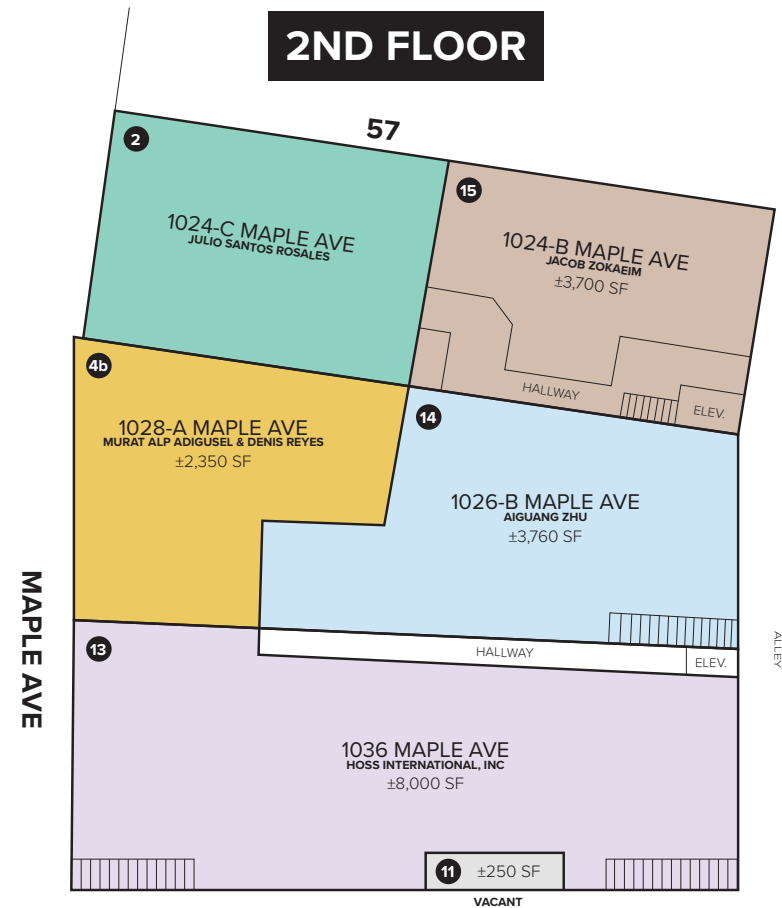 2ND FLOOR
57
2
1024-C MAPLE AVE
JULIO SANTOS ROSALES
15
1024-B MAPLE AVE
JACOB ZOKAEIM
±3,700 SF
HALLWAY
ELEV.
4b
1028-A MAPLE AVE
MURAT ALP ADIGUSEL & DENIS REYES
±2,350 SF
14
1026-B MAPLE AVE
AIGUANG ZHU
±3,760 SF
MAPLE AVE
ALLEY
13
HALLWAY
ELEV.
1036 MAPLE AVE
HOSS INTERNATIONAL, INC
±8,000 SF
11 ±250 SF
VACANT